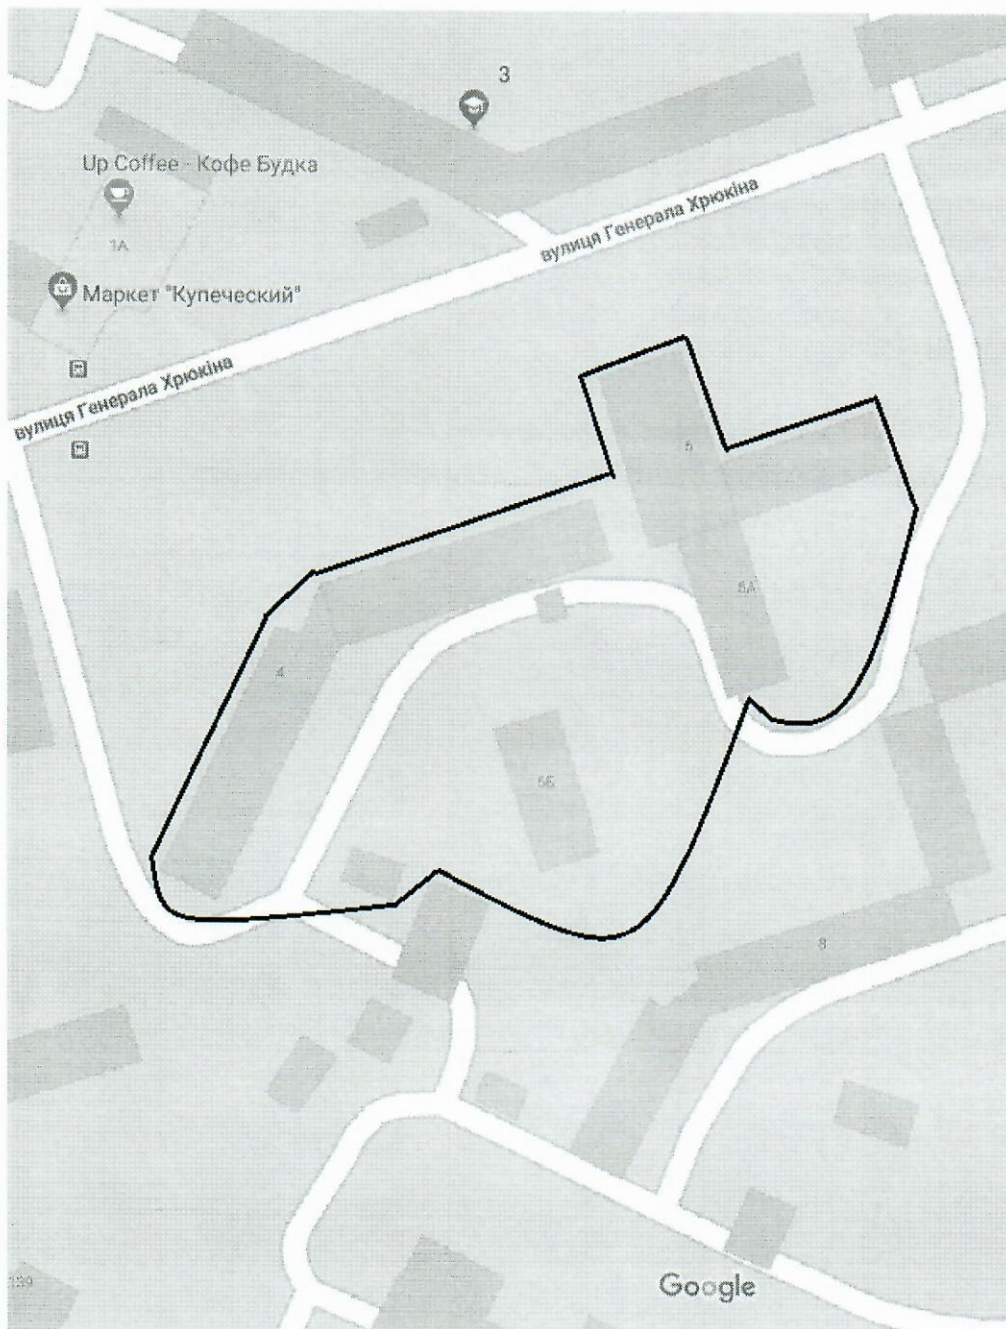 3
Up Coffee - Кофе Будка
1А
вулиця Генерала Хрюкіна
Маркет "Купеческий"
вулиця Генерала Хрюкіна
5
5А
4
5Б
8
Google